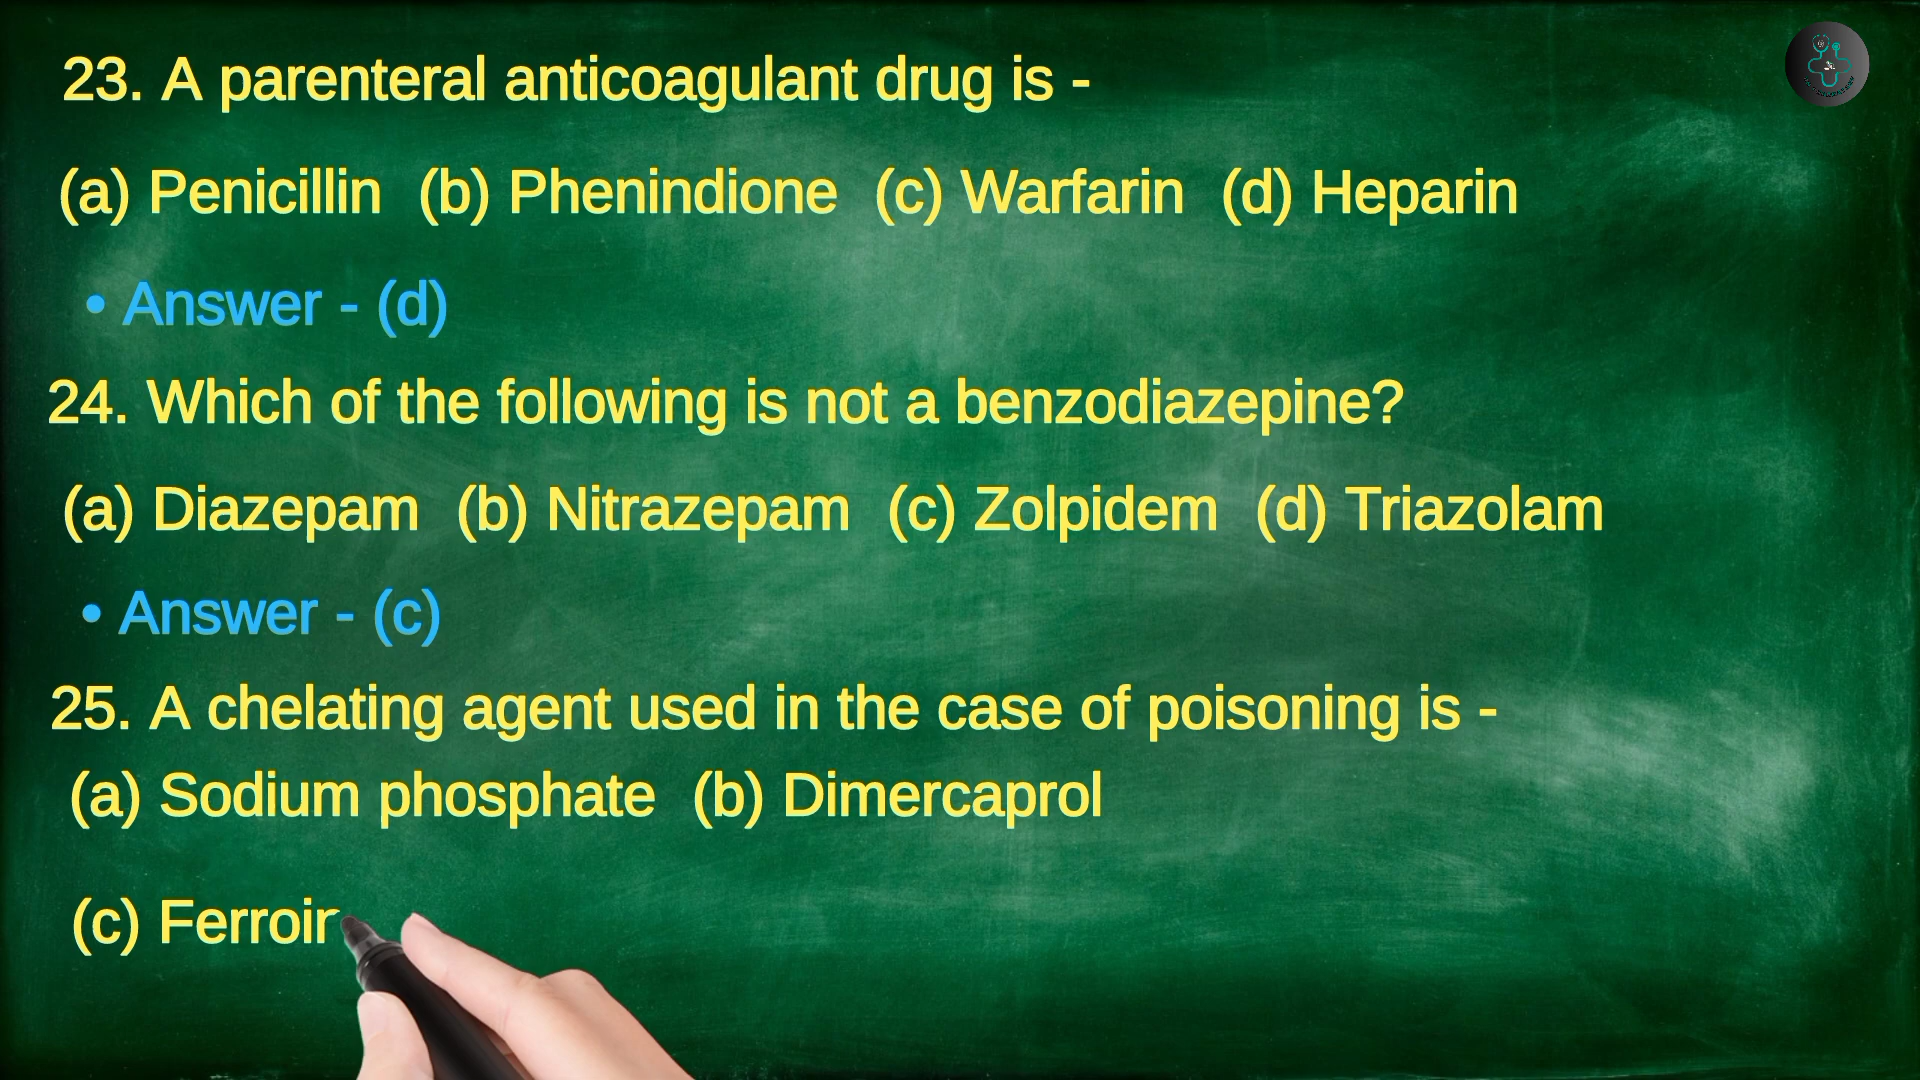 23. A parenteral anticoagulant drug is -
(a) Penicillin (b) Phenindione (c) Warfarin (d) Heparin
• Answer - (d)
24. Which of the following is not a benzodiazepine?
(a) Diazepam (b) Nitrazepam (c) Zolpidem (d) Triazolam
• Answer - (c)
25. A chelating agent used in the case of poisoning is -
(a) Sodium phosphate (b) Dimercaprol
(c)